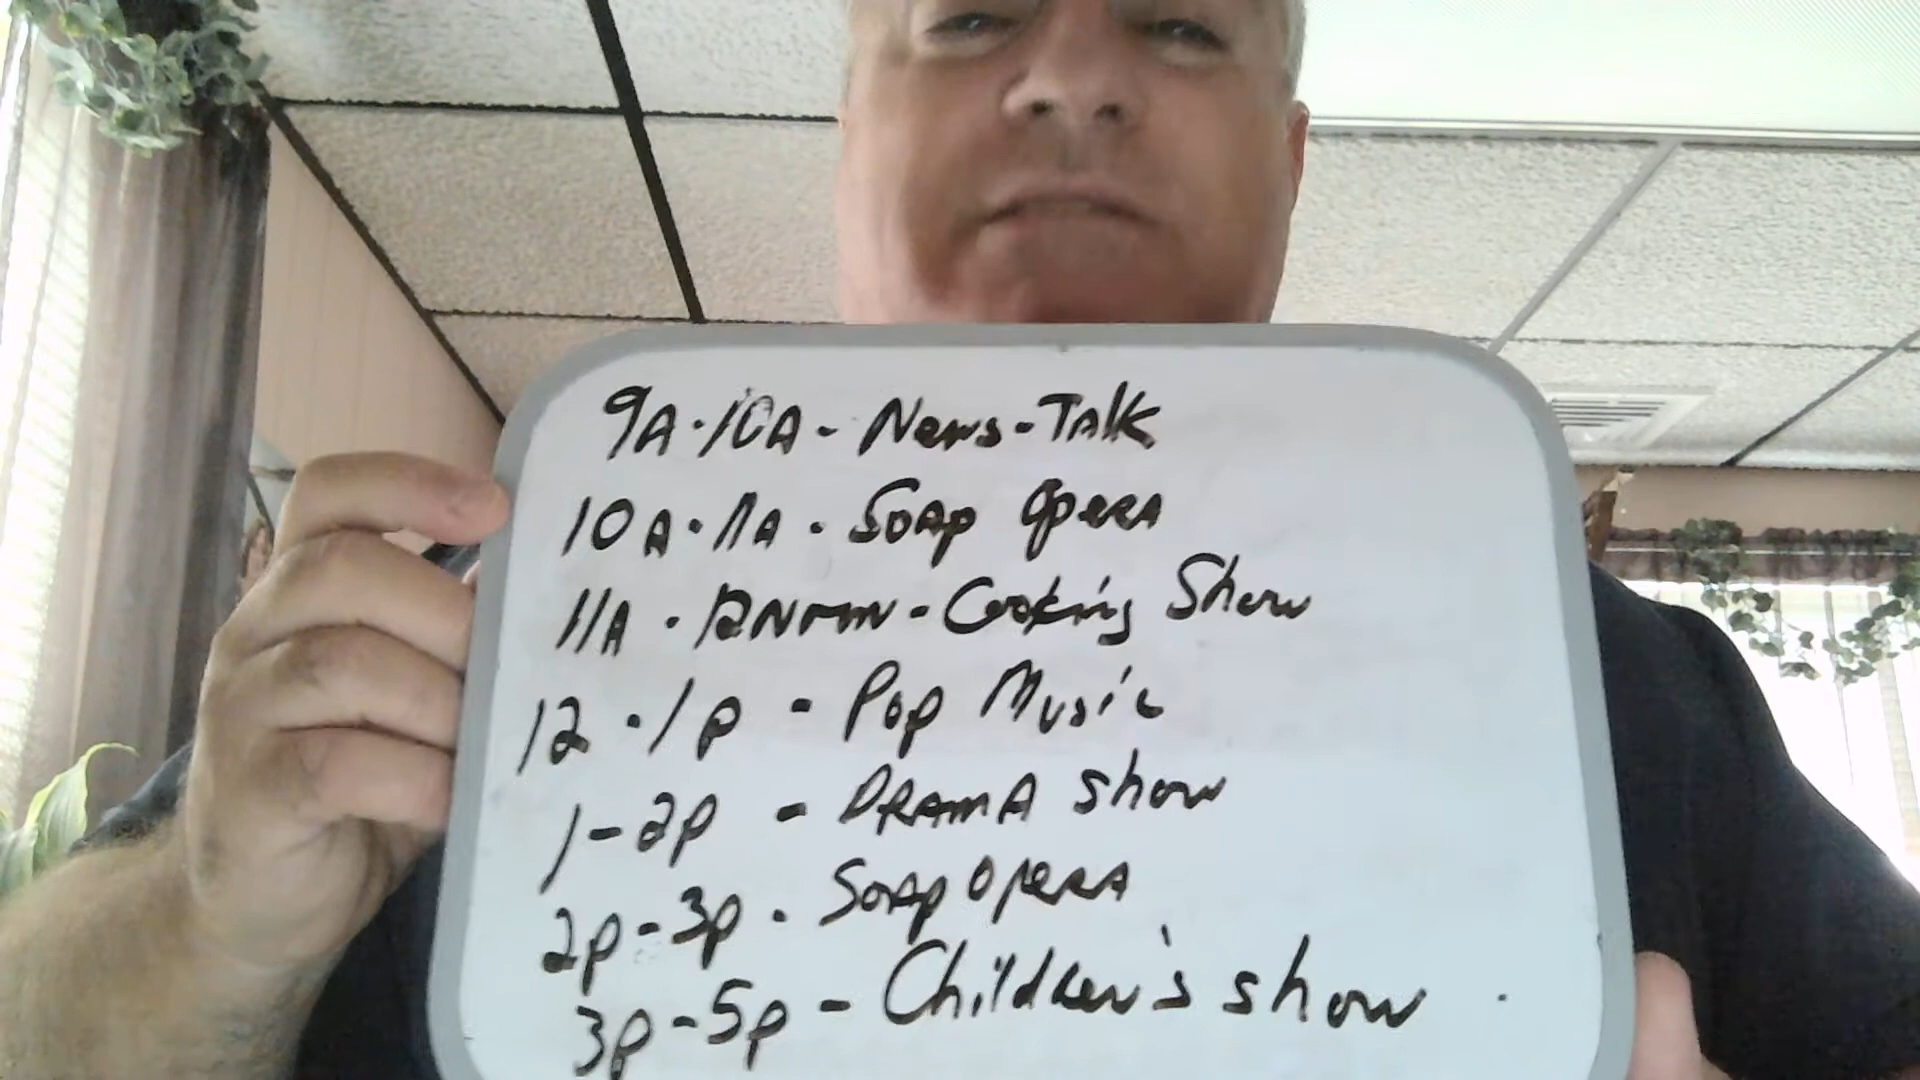 9A-10A - News-Talk
10A-11A - Soap Opera
11A - 12Noon - Cooking Show
12 - 1p - Pop Music
1-2p - DRAMA show
2p-3p - Soap Opera
3p-5p - Children's show